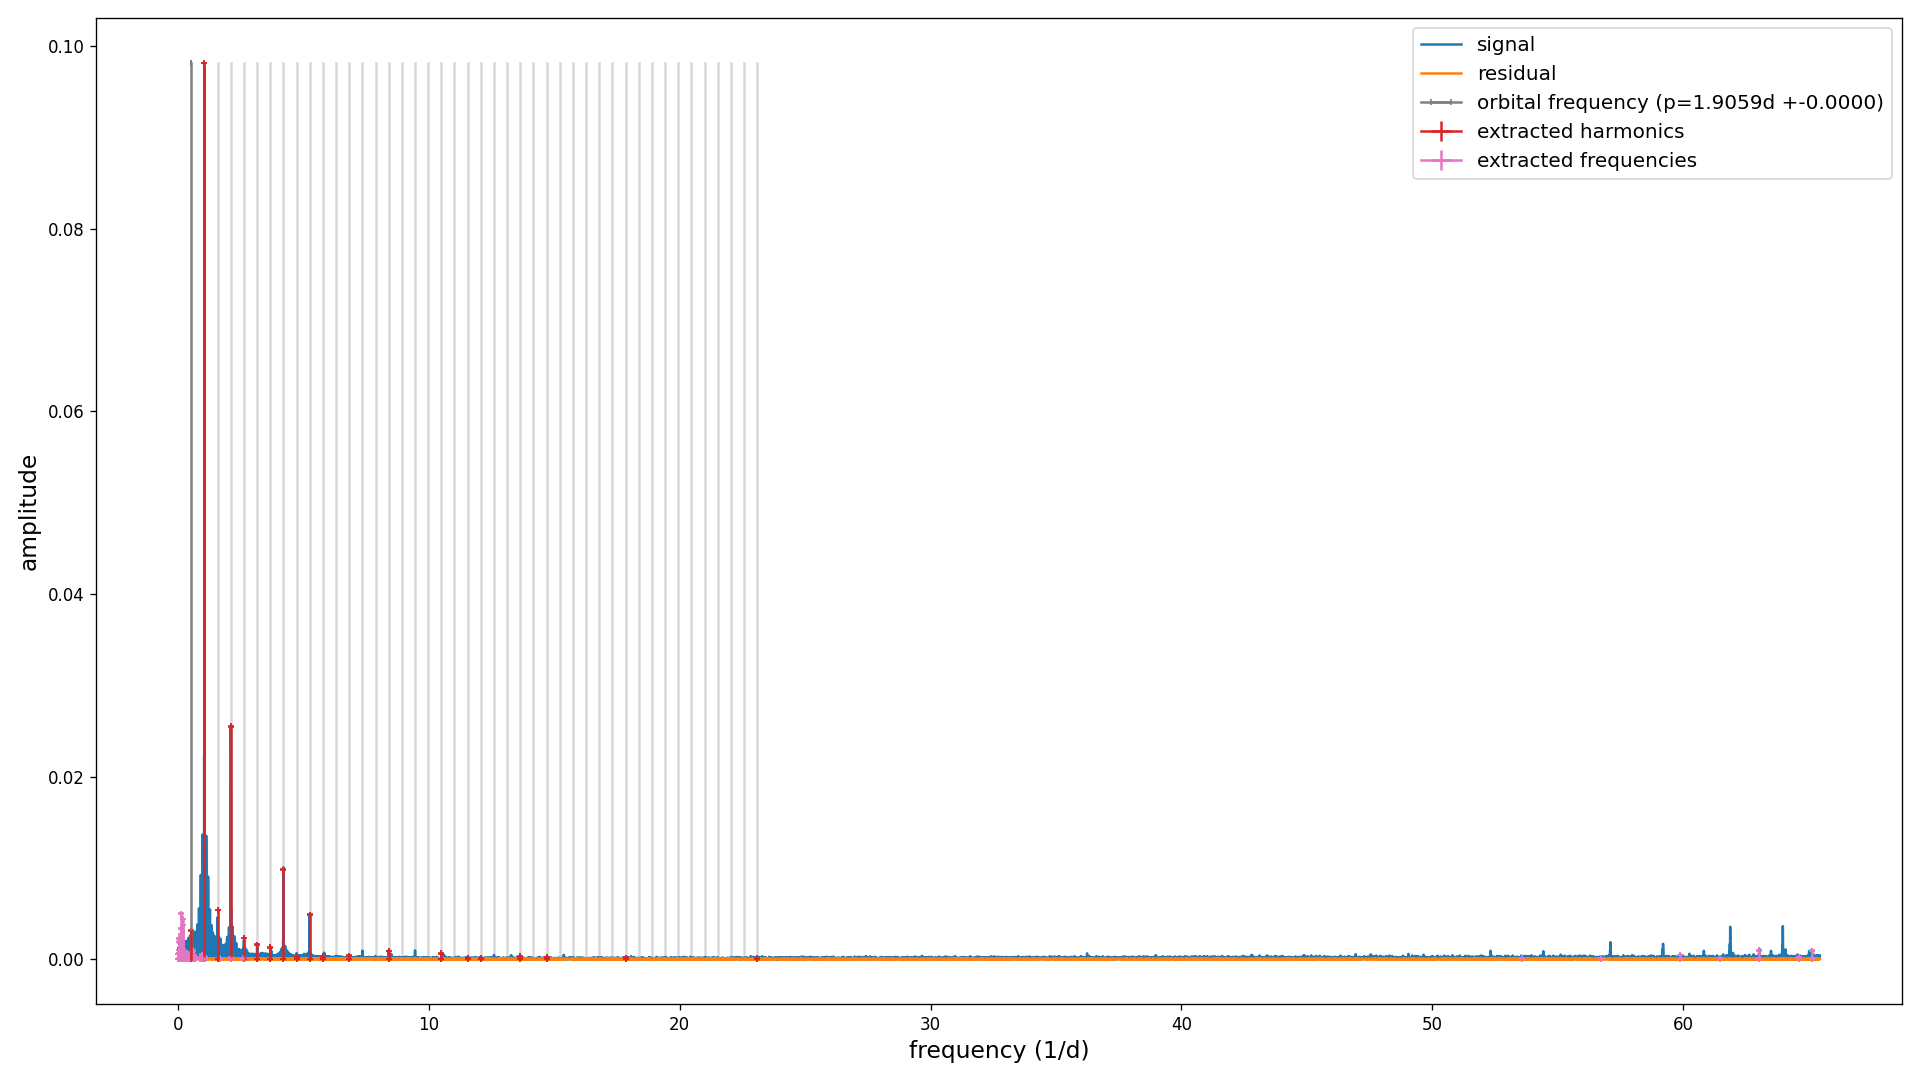 signal
residual
orbital frequency (p=1.9059d +-0.0000)
extracted harmonics
extracted frequencies
0.10
0.08
0.06
0.04
0.02
0.00
amplitude
0 10 20 30 40 50 60
frequency (1/d)